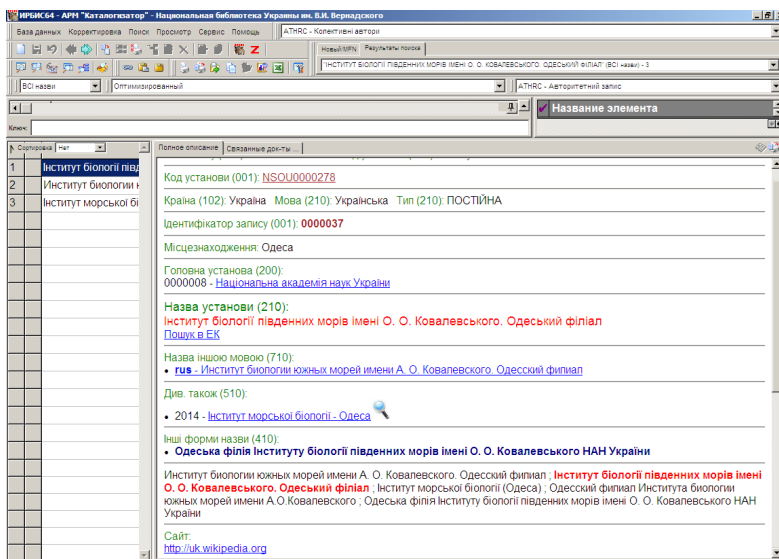 ИРБИС64 - АРМ "Каталогизатор" - Национальная библиотека Украины им. В.И. Вернадского
База данных Корректировка Поиск Просмотр Сервис Помощь
ATHRC - Колективні автори
Новый/MFN Результаты поиска
"ІНСТИТУТ БІОЛОГІЇ ПІВДЕННИХ МОРІВ ІМЕНІ О. О. КОВАЛЕВСЬКОГО. ОДЕСЬКИЙ ФІЛІАЛ" (ВСІ назви) - 3
ВСІ назви
Оптимизированный
ATHRC - Авторитетний запис
Название элемента
Ключ:
Сортировка Нет
Полное описание Связанные док-ты ...
1 Інститут біології півд
2 Институт биологии н
3 Інститут морської бі
Код установи (001): NSOU0000278
Країна (102): Україна Мова (210): Українська Тип (210): ПОСТІЙНА
Ідентифікатор запису (001): 0000037
Місцезнаходження: Одеса
Головна установа (200):
0000008 - Національна академія наук України
Назва установи (210):
Інститут біології південних морів імені О. О. Ковалевського. Одеський філіал
Пошук в ЕК
Назва іншою мовою (710):
• rus - Институт биологии южных морей имени А. О. Ковалевского. Одесский филиал
Див. також (510):
• 2014 - Інститут морської біології - Одеса
Інші форми назви (410):
• Одеська філія Інституту біології південних морів імені О. О. Ковалевського НАН України
Институт биологии южных морей имени А. О. Ковалевского. Одесский филиал ; Інститут біології південних морів імені
О. О. Ковалевського. Одеський філіал ; Інститут морської біології (Одеса) ; Одесский филиал Института биологии
южных морей имени А.О.Ковалевского ; Одеська філія Інституту біології південних морів імені О. О. Ковалевського НАН
України
Сайт:
http://uk.wikipedia.org